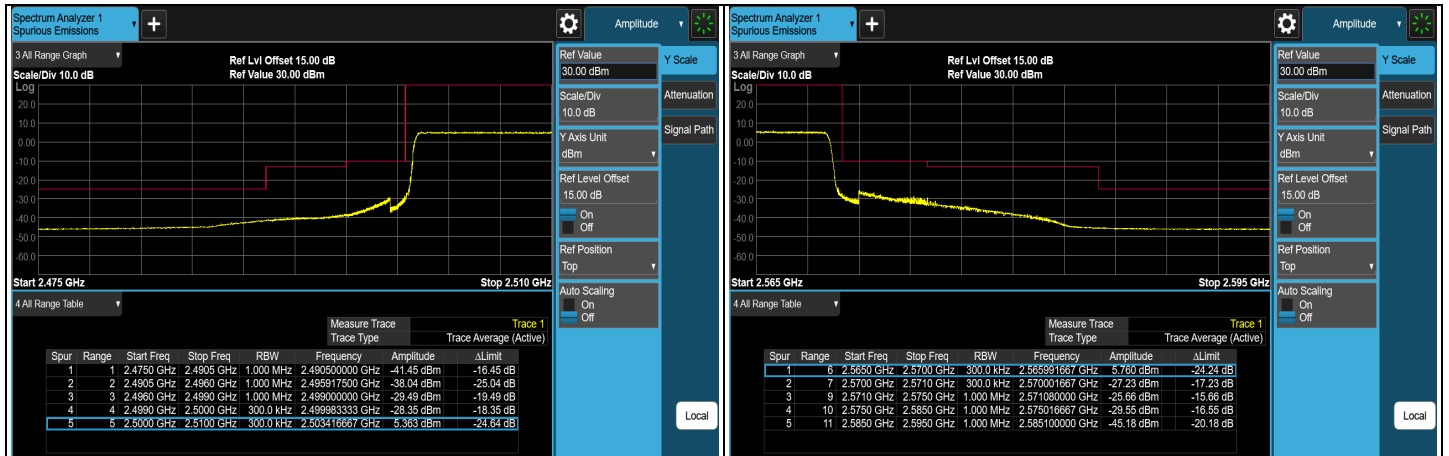 Spectrum Analyzer 1
Spurious Emissions
+
Amplitude
3 All Range Graph
Ref Lvl Offset 15.00 dB
Scale/Div 10.0 dB
Ref Value 30.00 dBm
Log
20.0
10.0
0.00
-10.0
-20.0
-30.0
-40.0
-50.0
-60.0
Start 2.475 GHz
Stop 2.510 GHz
4 All Range Table
Measure Trace Trace 1
Trace Type Trace Average (Active)
Spur Range Start Freq Stop Freq RBW Frequency Amplitude ΔLimit
1 1 2.4750 GHz 2.4905 GHz 1.000 MHz 2.490500000 GHz -41.45 dBm -16.45 dB
2 2 2.4905 GHz 2.4960 GHz 1.000 MHz 2.495917500 GHz -38.04 dBm -25.04 dB
3 3 2.4960 GHz 2.4990 GHz 1.000 MHz 2.499000000 GHz -29.49 dBm -19.49 dB
4 4 2.4990 GHz 2.5000 GHz 300.0 kHz 2.499983333 GHz -28.35 dBm -18.35 dB
5 5 2.5000 GHz 2.5100 GHz 300.0 kHz 2.503416667 GHz 5.363 dBm -24.64 dB
Ref Value
30.00 dBm
Scale/Div
10.0 dB
Y Axis Unit
dBm
Ref Level Offset
15.00 dB
On
Off
Ref Position
Top
Auto Scaling
On
Off
Y Scale
Attenuation
Signal Path
Local
Spectrum Analyzer 1
Spurious Emissions
+
Amplitude
3 All Range Graph
Ref Lvl Offset 15.00 dB
Scale/Div 10.0 dB
Ref Value 30.00 dBm
Log
20.0
10.0
0.00
-10.0
-20.0
-30.0
-40.0
-50.0
-60.0
Start 2.565 GHz
Stop 2.595 GHz
4 All Range Table
Measure Trace Trace 1
Trace Type Trace Average (Active)
Spur Range Start Freq Stop Freq RBW Frequency Amplitude ΔLimit
1 6 2.5650 GHz 2.5700 GHz 300.0 kHz 2.565991667 GHz 5.760 dBm -24.24 dB
2 7 2.5700 GHz 2.5710 GHz 300.0 kHz 2.570001667 GHz -27.23 dBm -17.23 dB
3 9 2.5710 GHz 2.5750 GHz 1.000 MHz 2.571080000 GHz -25.66 dBm -15.66 dB
4 10 2.5750 GHz 2.5850 GHz 1.000 MHz 2.575016667 GHz -29.55 dBm -16.55 dB
5 11 2.5850 GHz 2.5950 GHz 1.000 MHz 2.585100000 GHz -45.18 dBm -20.18 dB
Ref Value
30.00 dBm
Scale/Div
10.0 dB
Y Axis Unit
dBm
Ref Level Offset
15.00 dB
On
Off
Ref Position
Top
Auto Scaling
On
Off
Y Scale
Attenuation
Signal Path
Local